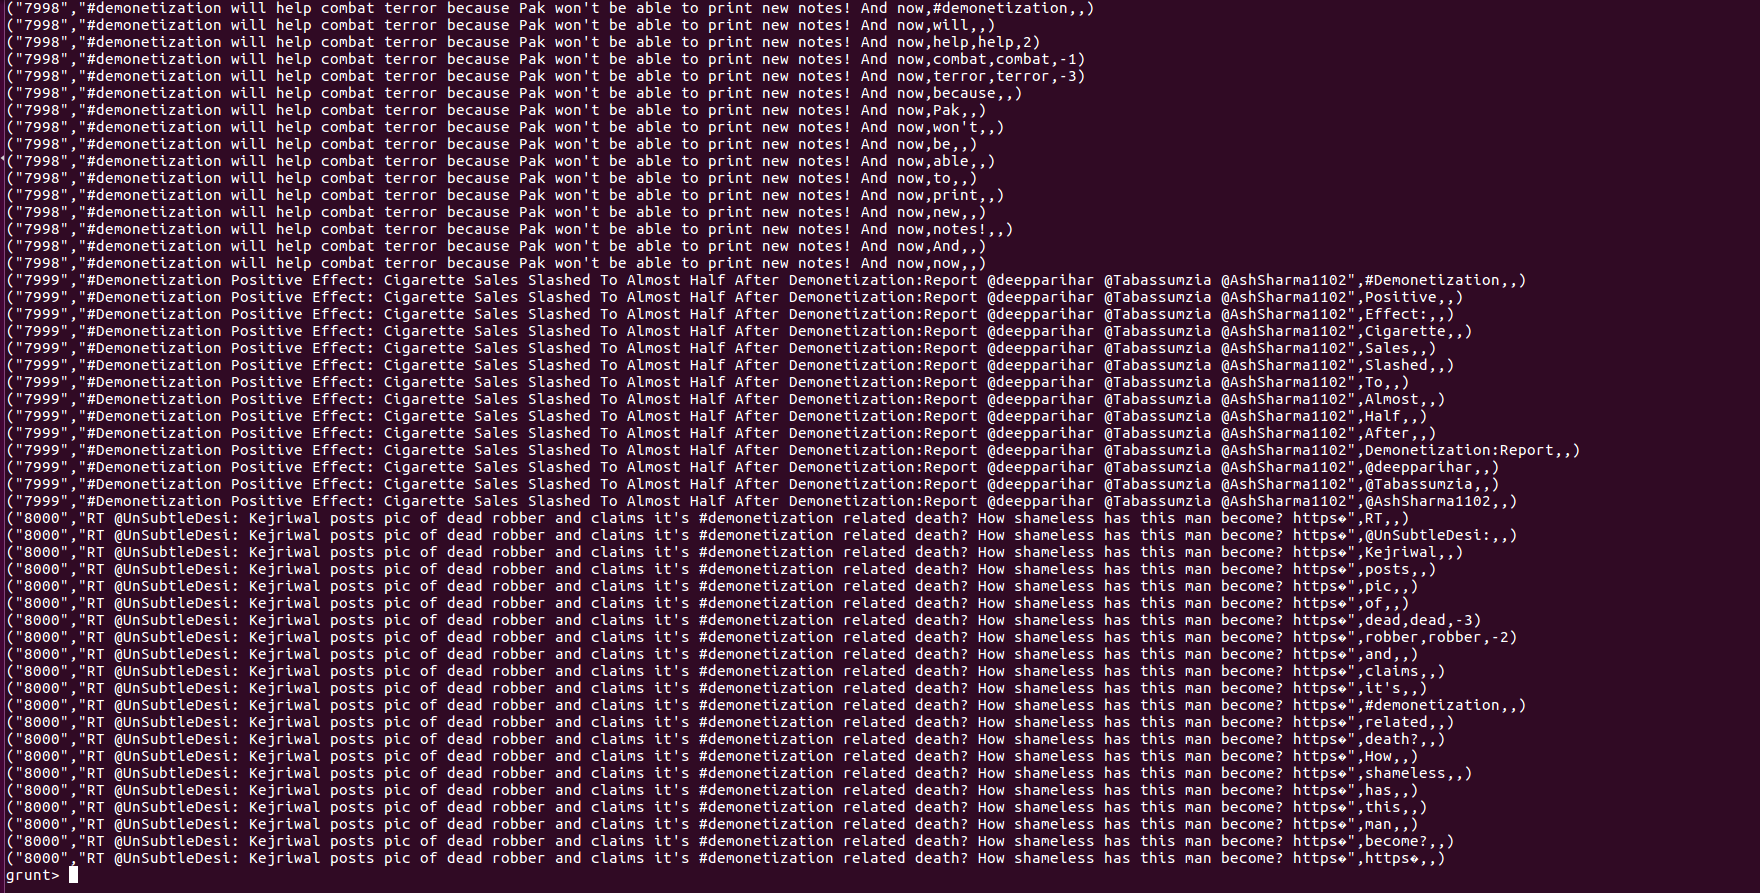 ("7998","#demonetization will help combat terror because Pak won't be able to print new notes! And now,#demonetization,,)
("7998","#demonetization will help combat terror because Pak won't be able to print new notes! And now,will,,)
("7998","#demonetization will help combat terror because Pak won't be able to print new notes! And now,help,help,2)
("7998","#demonetization will help combat terror because Pak won't be able to print new notes! And now,combat,combat,-1)
("7998","#demonetization will help combat terror because Pak won't be able to print new notes! And now,terror,terror,-3)
("7998","#demonetization will help combat terror because Pak won't be able to print new notes! And now,because,,)
("7998","#demonetization will help combat terror because Pak won't be able to print new notes! And now,Pak,,)
("7998","#demonetization will help combat terror because Pak won't be able to print new notes! And now,won't,,)
("7998","#demonetization will help combat terror because Pak won't be able to print new notes! And now,be,,)
("7998","#demonetization will help combat terror because Pak won't be able to print new notes! And now,able,,)
("7998","#demonetization will help combat terror because Pak won't be able to print new notes! And now,to,,)
("7998","#demonetization will help combat terror because Pak won't be able to print new notes! And now,print,,)
("7998","#demonetization will help combat terror because Pak won't be able to print new notes! And now,new,,)
("7998","#demonetization will help combat terror because Pak won't be able to print new notes! And now,notes!,,)
("7998","#demonetization will help combat terror because Pak won't be able to print new notes! And now,And,,)
("7998","#demonetization will help combat terror because Pak won't be able to print new notes! And now,now,,)
("7999","#Demonetization Positive Effect: Cigarette Sales Slashed To Almost Half After Demonetization:Report @deepparihar @Tabassumzia @AshSharma1102",#Demonetization,,)
("7999","#Demonetization Positive Effect: Cigarette Sales Slashed To Almost Half After Demonetization:Report @deepparihar @Tabassumzia @AshSharma1102",Positive,,)
("7999","#Demonetization Positive Effect: Cigarette Sales Slashed To Almost Half After Demonetization:Report @deepparihar @Tabassumzia @AshSharma1102",Effect:,,)
("7999","#Demonetization Positive Effect: Cigarette Sales Slashed To Almost Half After Demonetization:Report @deepparihar @Tabassumzia @AshSharma1102",Cigarette,,)
("7999","#Demonetization Positive Effect: Cigarette Sales Slashed To Almost Half After Demonetization:Report @deepparihar @Tabassumzia @AshSharma1102",Sales,,)
("7999","#Demonetization Positive Effect: Cigarette Sales Slashed To Almost Half After Demonetization:Report @deepparihar @Tabassumzia @AshSharma1102",Slashed,,)
("7999","#Demonetization Positive Effect: Cigarette Sales Slashed To Almost Half After Demonetization:Report @deepparihar @Tabassumzia @AshSharma1102",To,,)
("7999","#Demonetization Positive Effect: Cigarette Sales Slashed To Almost Half After Demonetization:Report @deepparihar @Tabassumzia @AshSharma1102",Almost,,)
("7999","#Demonetization Positive Effect: Cigarette Sales Slashed To Almost Half After Demonetization:Report @deepparihar @Tabassumzia @AshSharma1102",Half,,)
("7999","#Demonetization Positive Effect: Cigarette Sales Slashed To Almost Half After Demonetization:Report @deepparihar @Tabassumzia @AshSharma1102",After,,)
("7999","#Demonetization Positive Effect: Cigarette Sales Slashed To Almost Half After Demonetization:Report @deepparihar @Tabassumzia @AshSharma1102",Demonetization:Report,,)
("7999","#Demonetization Positive Effect: Cigarette Sales Slashed To Almost Half After Demonetization:Report @deepparihar @Tabassumzia @AshSharma1102",@deepparihar,,)
("7999","#Demonetization Positive Effect: Cigarette Sales Slashed To Almost Half After Demonetization:Report @deepparihar @Tabassumzia @AshSharma1102",@Tabassumzia,,)
("7999","#Demonetization Positive Effect: Cigarette Sales Slashed To Almost Half After Demonetization:Report @deepparihar @Tabassumzia @AshSharma1102",@AshSharma1102,,)
("8000","RT @UnSubtleDesi: Kejriwal posts pic of dead robber and claims it's #demonetization related death? How shameless has this man become? https�",RT,,)
("8000","RT @UnSubtleDesi: Kejriwal posts pic of dead robber and claims it's #demonetization related death? How shameless has this man become? https�",@UnSubtleDesi:,,)
("8000","RT @UnSubtleDesi: Kejriwal posts pic of dead robber and claims it's #demonetization related death? How shameless has this man become? https�",Kejriwal,,)
("8000","RT @UnSubtleDesi: Kejriwal posts pic of dead robber and claims it's #demonetization related death? How shameless has this man become? https�",posts,,)
("8000","RT @UnSubtleDesi: Kejriwal posts pic of dead robber and claims it's #demonetization related death? How shameless has this man become? https�",pic,,)
("8000","RT @UnSubtleDesi: Kejriwal posts pic of dead robber and claims it's #demonetization related death? How shameless has this man become? https�",of,,)
("8000","RT @UnSubtleDesi: Kejriwal posts pic of dead robber and claims it's #demonetization related death? How shameless has this man become? https�",dead,dead,-3)
("8000","RT @UnSubtleDesi: Kejriwal posts pic of dead robber and claims it's #demonetization related death? How shameless has this man become? https�",robber,robber,-2)
("8000","RT @UnSubtleDesi: Kejriwal posts pic of dead robber and claims it's #demonetization related death? How shameless has this man become? https�",and,,)
("8000","RT @UnSubtleDesi: Kejriwal posts pic of dead robber and claims it's #demonetization related death? How shameless has this man become? https�",claims,,)
("8000","RT @UnSubtleDesi: Kejriwal posts pic of dead robber and claims it's #demonetization related death? How shameless has this man become? https�",it's,,)
("8000","RT @UnSubtleDesi: Kejriwal posts pic of dead robber and claims it's #demonetization related death? How shameless has this man become? https�",#demonetization,,)
("8000","RT @UnSubtleDesi: Kejriwal posts pic of dead robber and claims it's #demonetization related death? How shameless has this man become? https�",related,,)
("8000","RT @UnSubtleDesi: Kejriwal posts pic of dead robber and claims it's #demonetization related death? How shameless has this man become? https�",death?,,)
("8000","RT @UnSubtleDesi: Kejriwal posts pic of dead robber and claims it's #demonetization related death? How shameless has this man become? https�",How,,)
("8000","RT @UnSubtleDesi: Kejriwal posts pic of dead robber and claims it's #demonetization related death? How shameless has this man become? https�",shameless,,)
("8000","RT @UnSubtleDesi: Kejriwal posts pic of dead robber and claims it's #demonetization related death? How shameless has this man become? https�",has,,)
("8000","RT @UnSubtleDesi: Kejriwal posts pic of dead robber and claims it's #demonetization related death? How shameless has this man become? https�",this,,)
("8000","RT @UnSubtleDesi: Kejriwal posts pic of dead robber and claims it's #demonetization related death? How shameless has this man become? https�",man,,)
("8000","RT @UnSubtleDesi: Kejriwal posts pic of dead robber and claims it's #demonetization related death? How shameless has this man become? https�",become?,,)
("8000","RT @UnSubtleDesi: Kejriwal posts pic of dead robber and claims it's #demonetization related death? How shameless has this man become? https�",https�,,)
grunt>